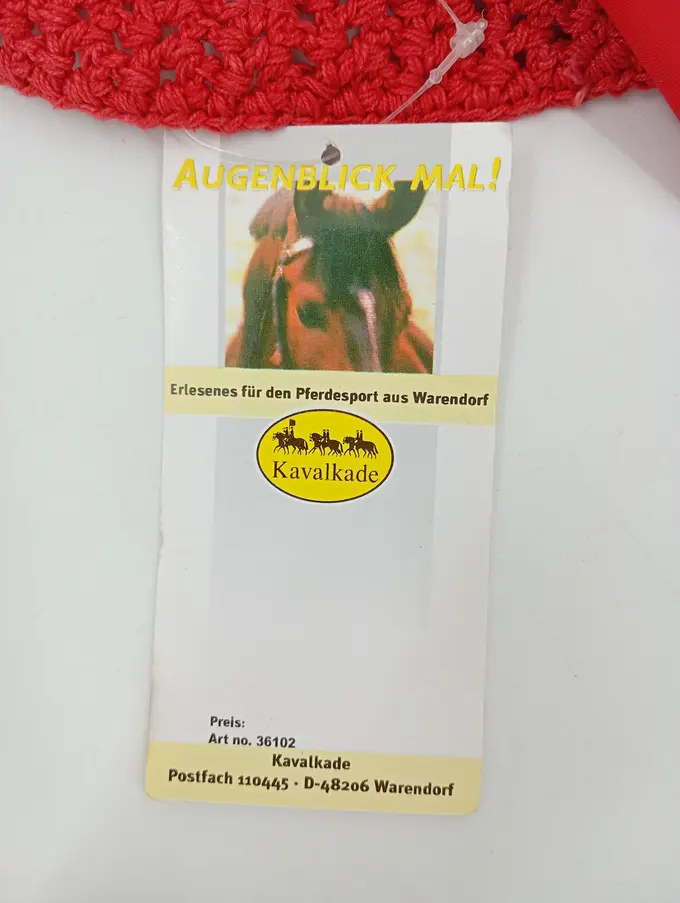 AUGENBLICK MAL!
Erlesenes für den Pferdesport aus Warendorf
Kavalkade
Preis:
Art no. 36102
Kavalkade
Postfach 110445 · D-48206 Warendorf